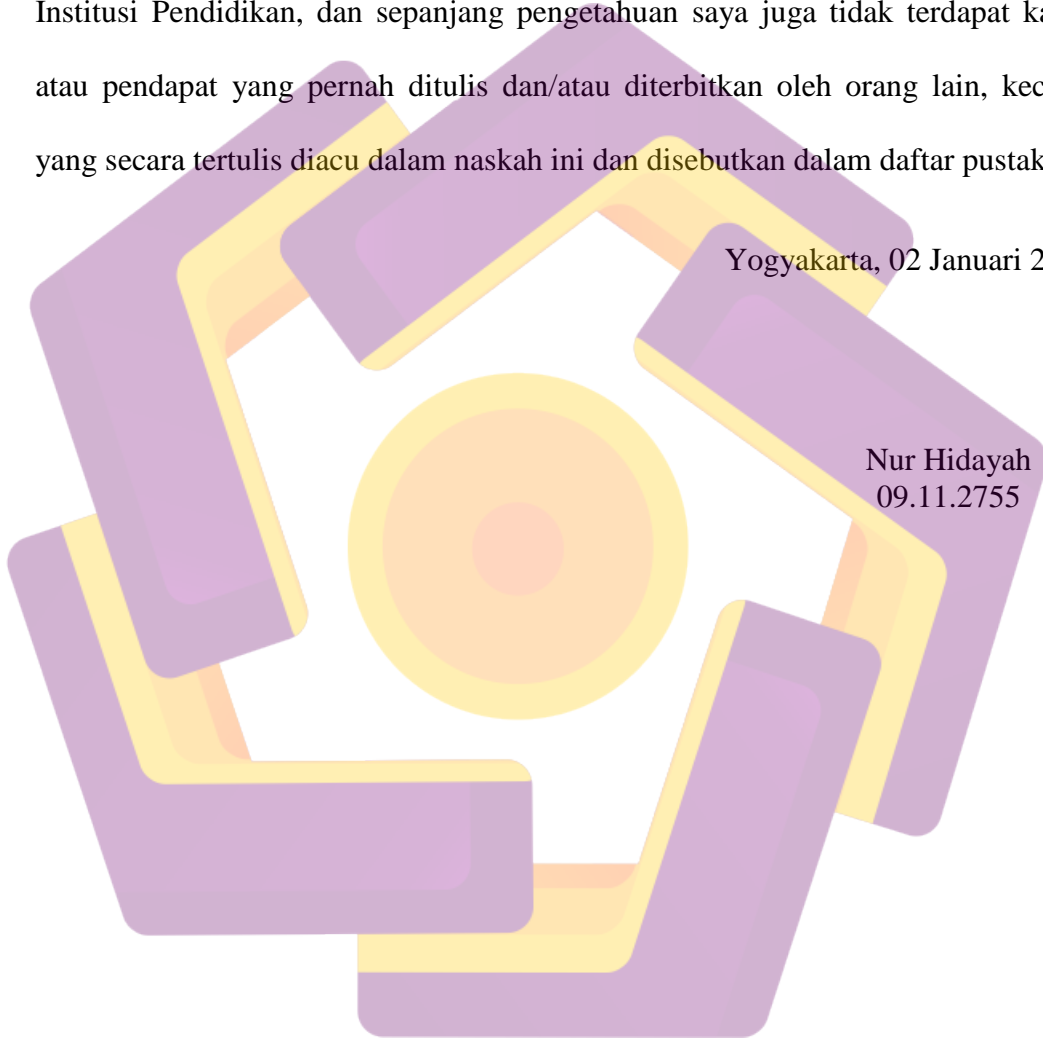 Institusi Pendidikan, dan sepanjang pengetahuan saya juga tidak terdapat
atau pendapat yang pernah ditulis dan/atau diterbitkan oleh orang lain,
yang secara tertulis diacu dalam naskah ini dan disebutkan dalam daftar pustak
Yogyakarta, 02 Januari 2
Nur Hidayah
09.11.2755